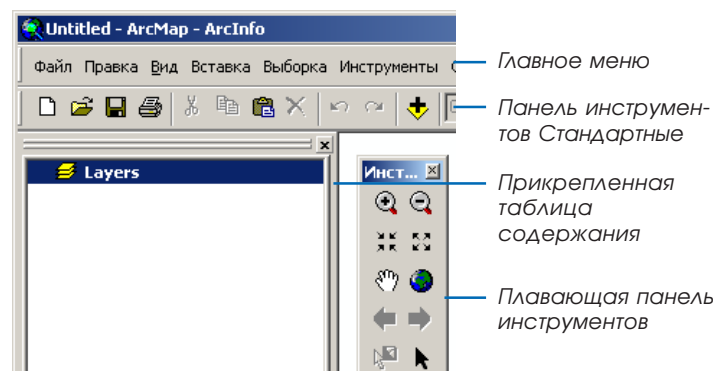 Untitled - ArcMap - ArcInfo
Файл Правка Вид Вставка Выборка Инструменты
Главное меню
Панель инструмен-
тов Стандартные
Layers
Инст...
Прикрепленная
таблица
содержания
Плавающая панель
инструментов